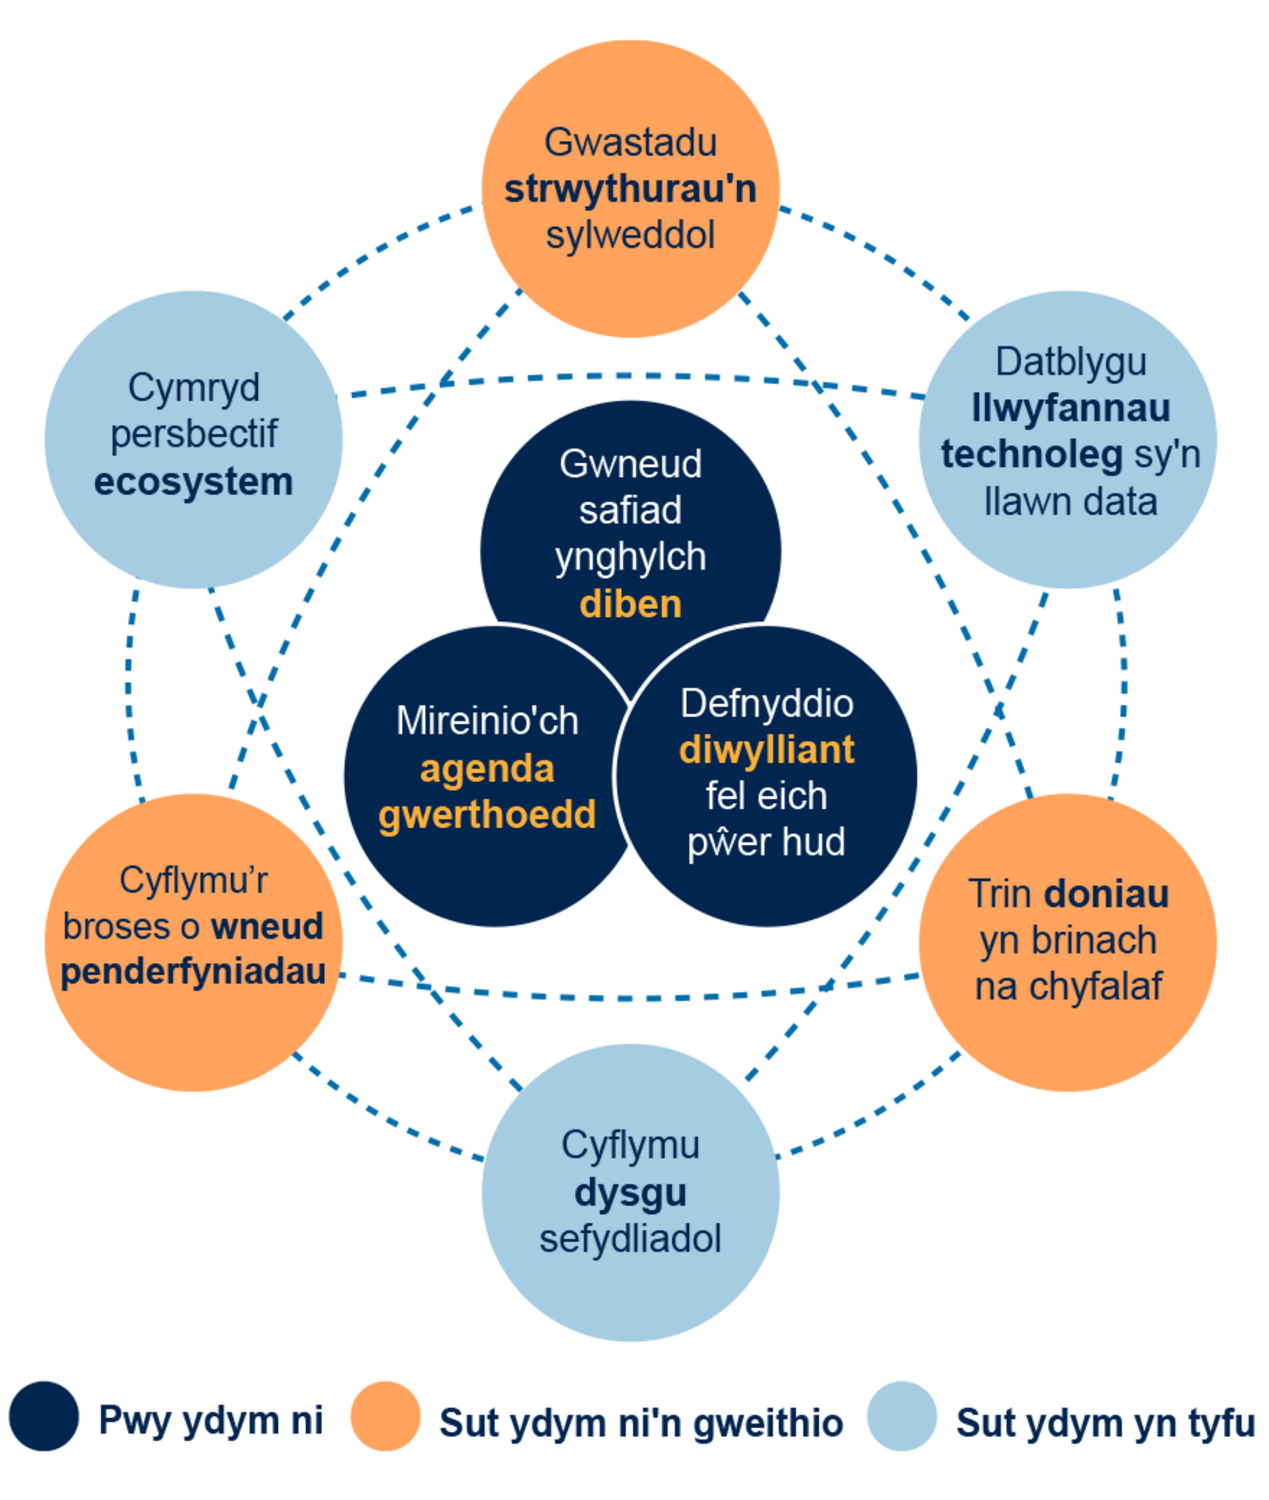 Gwastadu
strwythurau'n
sylweddol
Cymryd
persbectif
ecosystem
Datblygu
llwyfannau
technoleg sy'n
llawn data
Gwneud
safiad
ynghylch
diben
Mireinio'ch
agenda
gwerthoedd
Defnyddio
diwylliant
fel eich
pŵer hud
Cyflymu’r
broses o wneud
penderfyniadau
Trin doniau
yn brinach
na chyfalaf
Cyflymu
dysgu
sefydliadol
Pwy ydym ni
Sut ydym ni'n gweithio
Sut ydym yn tyfu